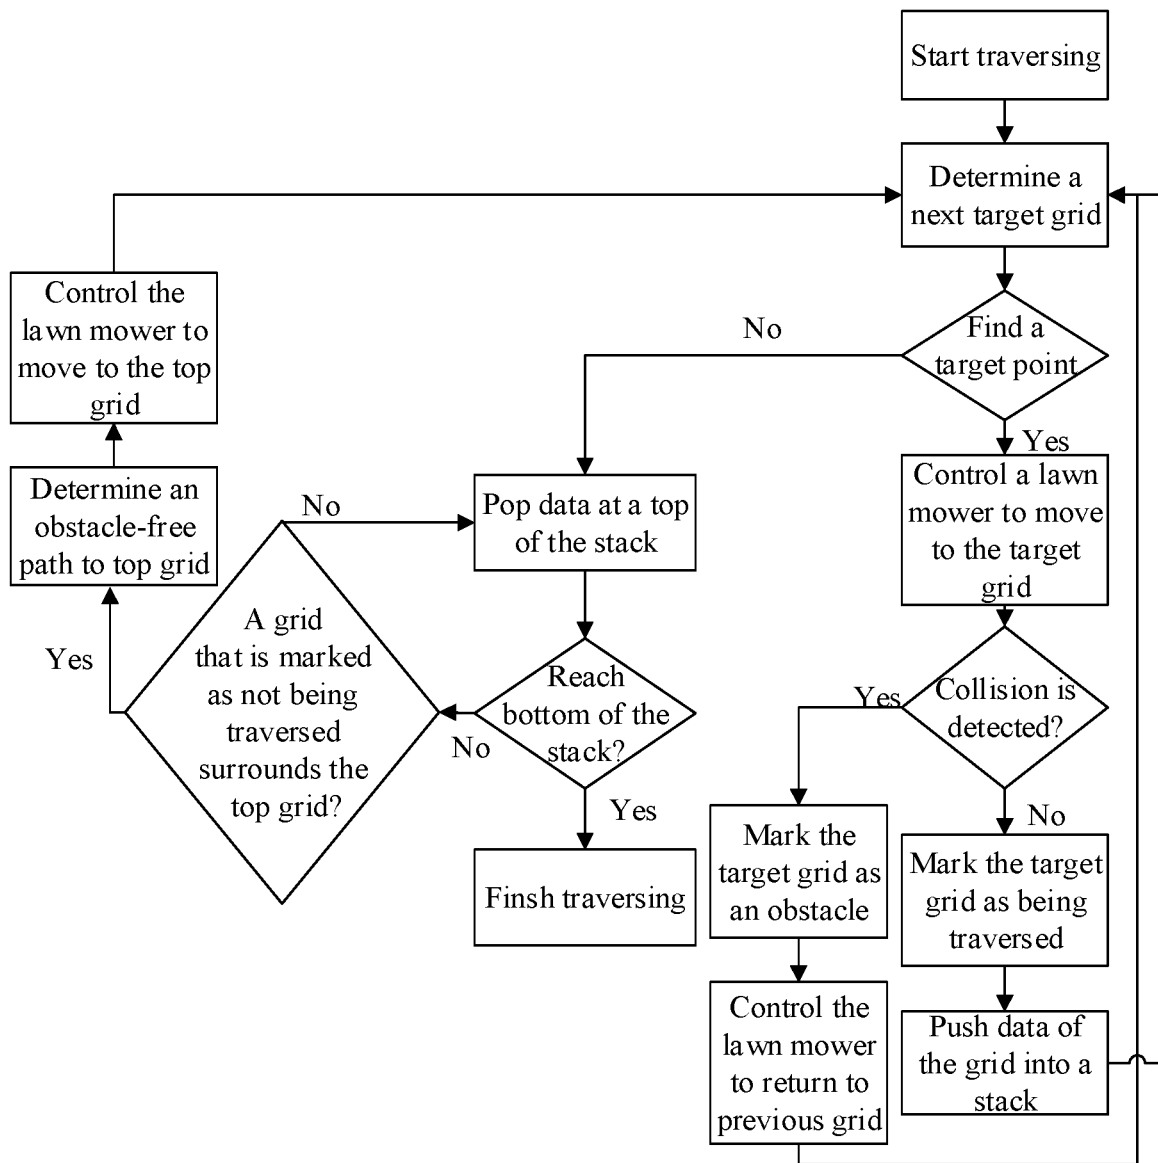 Start traversing
Determine a
next target grid
Find a
target point
No
Yes
Control a lawn
mower to move
to the target
grid
Collision is
detected?
Yes
No
Mark the
target grid as
an obstacle
Mark the target
grid as being
traversed
Control the
lawn mower
to return to
previous grid
Push data of
the grid into a
stack
Pop data at a top
of the stack
Reach
bottom of the
stack?
No
Yes
Finsh traversing
A grid
that is marked
as not being
traversed
surrounds the
top grid?
No
Yes
Determine an
obstacle-free
path to top grid
Control the
lawn mower to
move to the top
grid